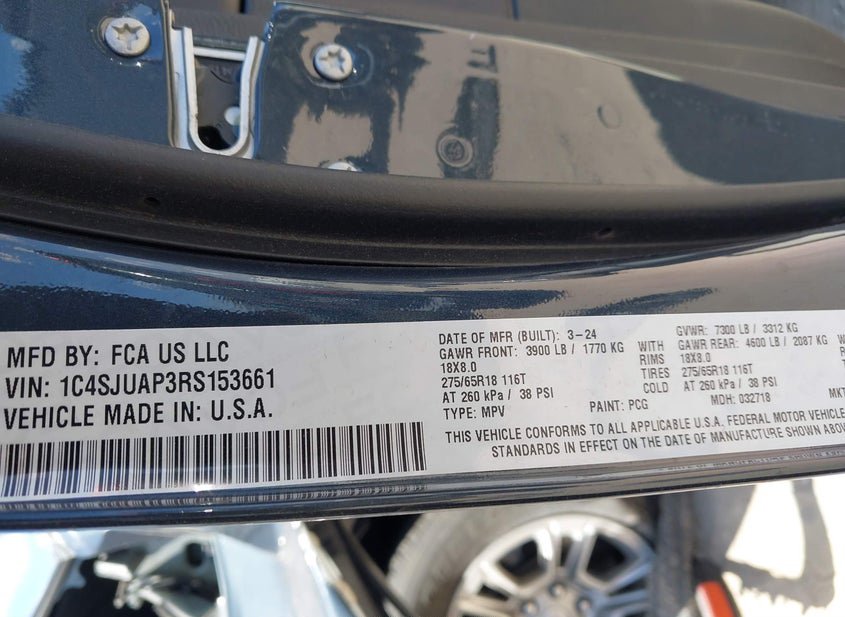 MFD BY: FCA US LLC
VIN: 1C4SJUAP3RS153661
VEHICLE MADE IN: U.S.A.
DATE OF MFR (BUILT): 3-24
GVWR: 7300 LB / 3312 KG
GAWR FRONT: 3900 LB / 1770 KG WITH GAWR REAR: 4600 LB / 2087 KG
18X8.0 RIMS 18X8.0
275/65R18 116T TIRES 275/65R18 116T
AT 260 kPa / 38 PSI COLD AT 260 kPa / 38 PSI
TYPE: MPV PAINT: PCG MDH: 032718 MKT
THIS VEHICLE CONFORMS TO ALL APPLICABLE U.S.A. FEDERAL MOTOR VEHICLE
STANDARDS IN EFFECT ON THE DATE OF MANUFACTURE SHOWN ABOVE